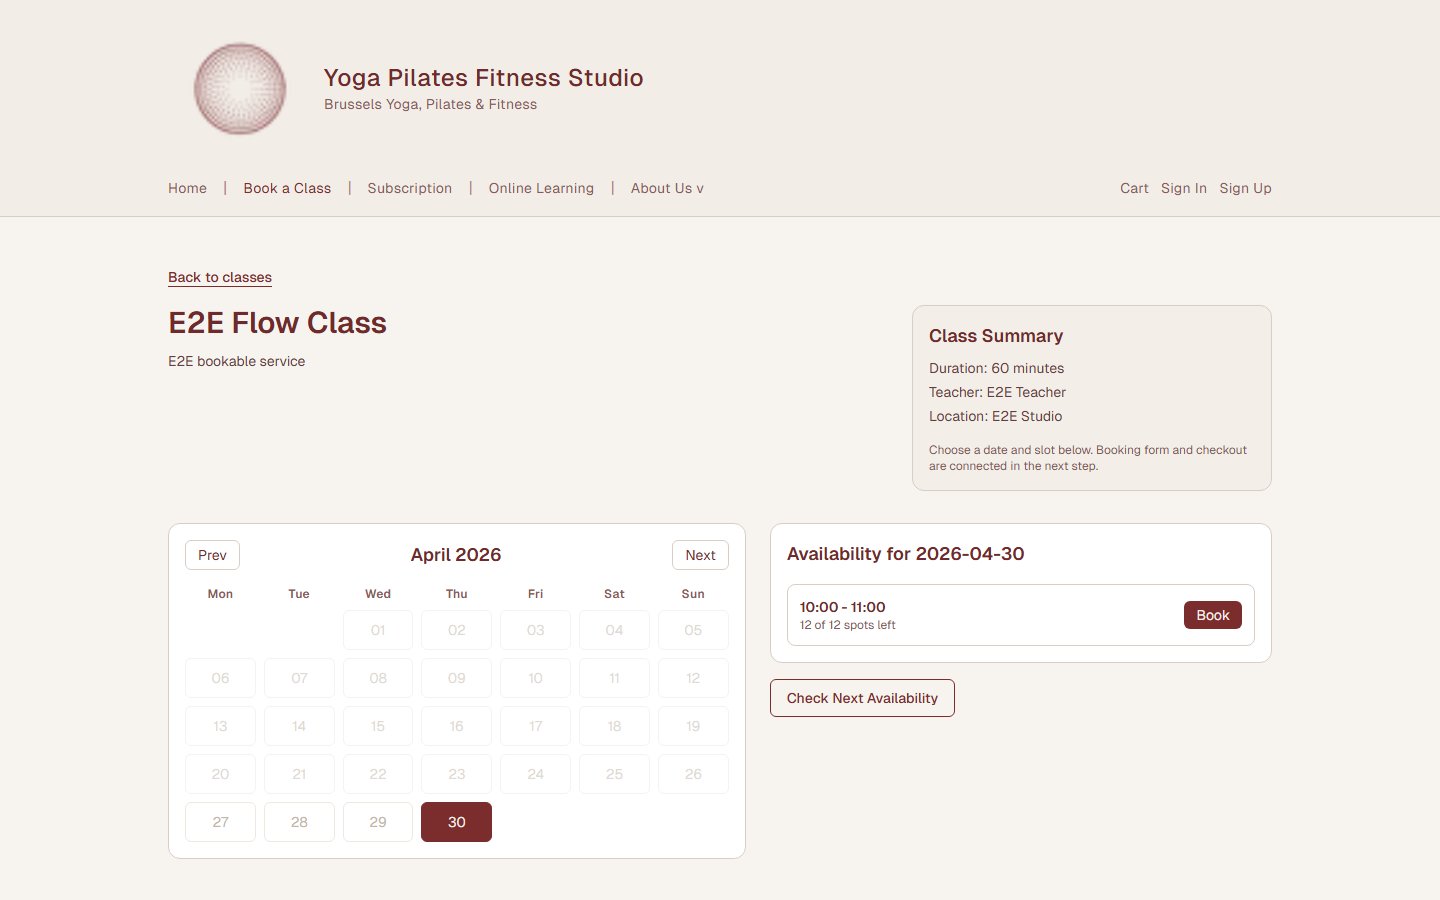 Yoga Pilates Fitness Studio
Brussels Yoga, Pilates & Fitness
Home | Book a Class | Subscription | Online Learning | About Us v
Cart Sign In Sign Up
Back to classes
E2E Flow Class
E2E bookable service
Class Summary
Duration: 60 minutes
Teacher: E2E Teacher
Location: E2E Studio
Choose a date and slot below. Booking form and checkout
are connected in the next step.
Prev April 2026 Next
Mon Tue Wed Thu Fri Sat Sun
01 02 03 04 05
06 07 08 09 10 11 12
13 14 15 16 17 18 19
20 21 22 23 24 25 26
27 28 29 30
Availability for 2026-04-30
10:00 - 11:00
12 of 12 spots left
Book
Check Next Availability